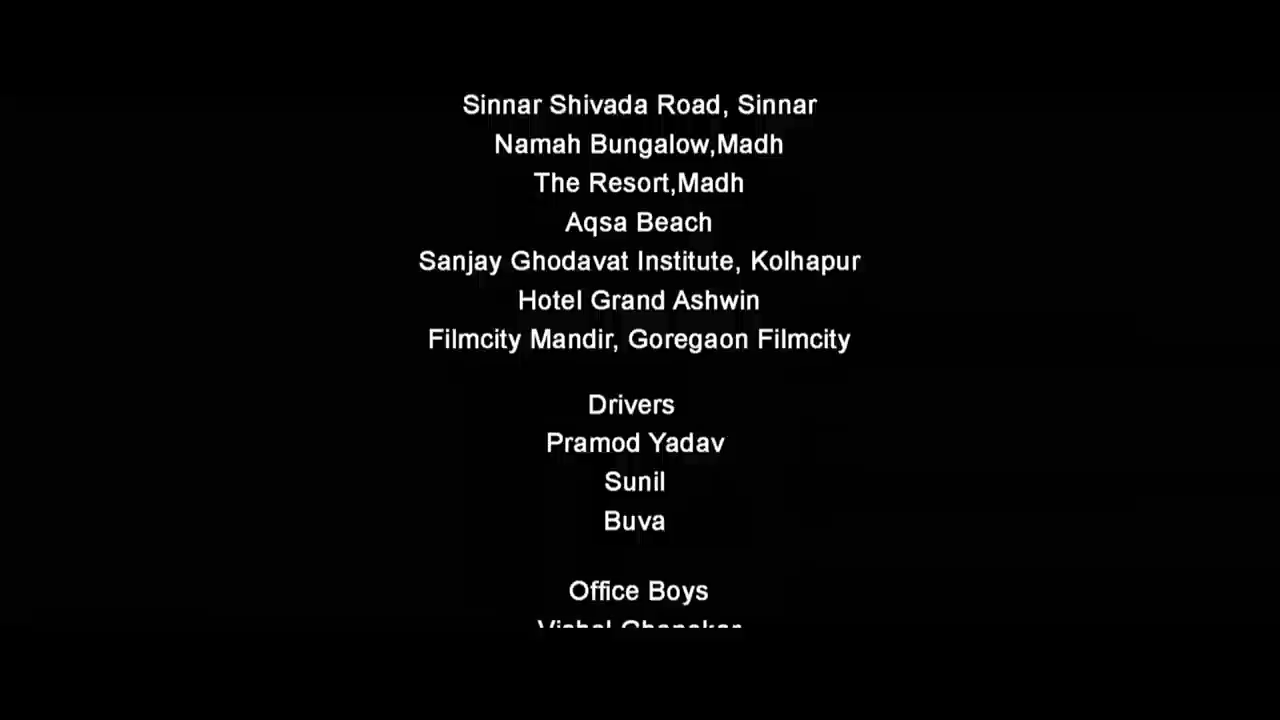 Sinnar Shivada Road, Sinnar
Namah Bungalow,Madh
The Resort,Madh
Aqsa Beach
Sanjay Ghodavat Institute, Kolhapur
Hotel Grand Ashwin
Filmcity Mandir, Goregaon Filmcity
Drivers
Pramod Yadav
Sunil
Buva
Office Boys
Vishal